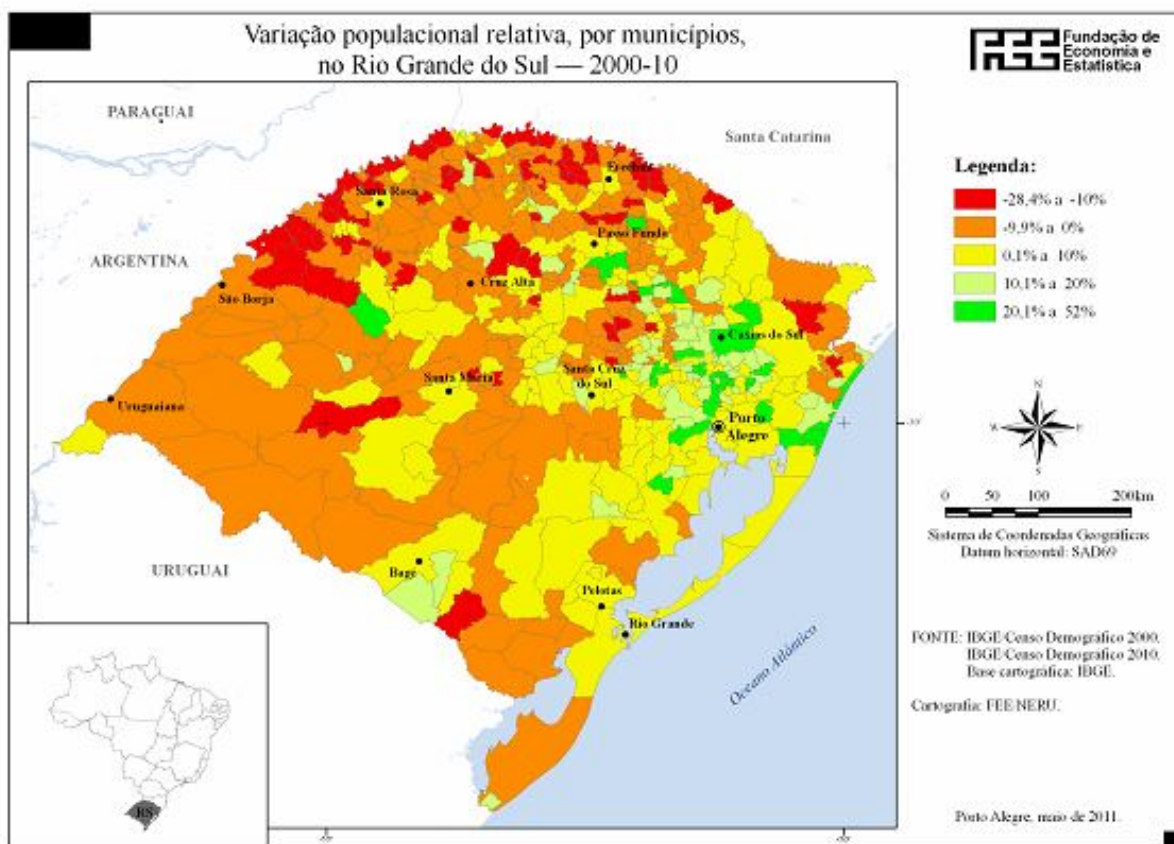 Variação populacional relativa, por municípios,
no Rio Grande do Sul — 2000-10
FEE Fundação de
Economia e
Estatística
PARAGUAI
Santa Catarina
Erechim
Santa Rosa
Passo Fundo
ARGENTINA
São Borja
Cruz Alta
Caxias do Sul
Santa Maria
Santa Cruz
do Sul
Uruguaiana
Porto
Alegre
URUGUAI
Bagé
Pelotas
Rio Grande
Oceano Atlântico
RS
Legenda:
-28,4% a -10%
-9,9% a 0%
0,1% a 10%
10,1% a 20%
20,1% a 52%
N
W E
S
0 50 100 200km
Sistema de Coordenadas Geográficas
Datum horizontal: SAD69
FONTE: IBGE/Censo Demográfico 2000.
IBGE/Censo Demográfico 2010.
Base cartográfica: IBGE.
Cartografia: FEE/NERU.
Porto Alegre, maio de 2011.